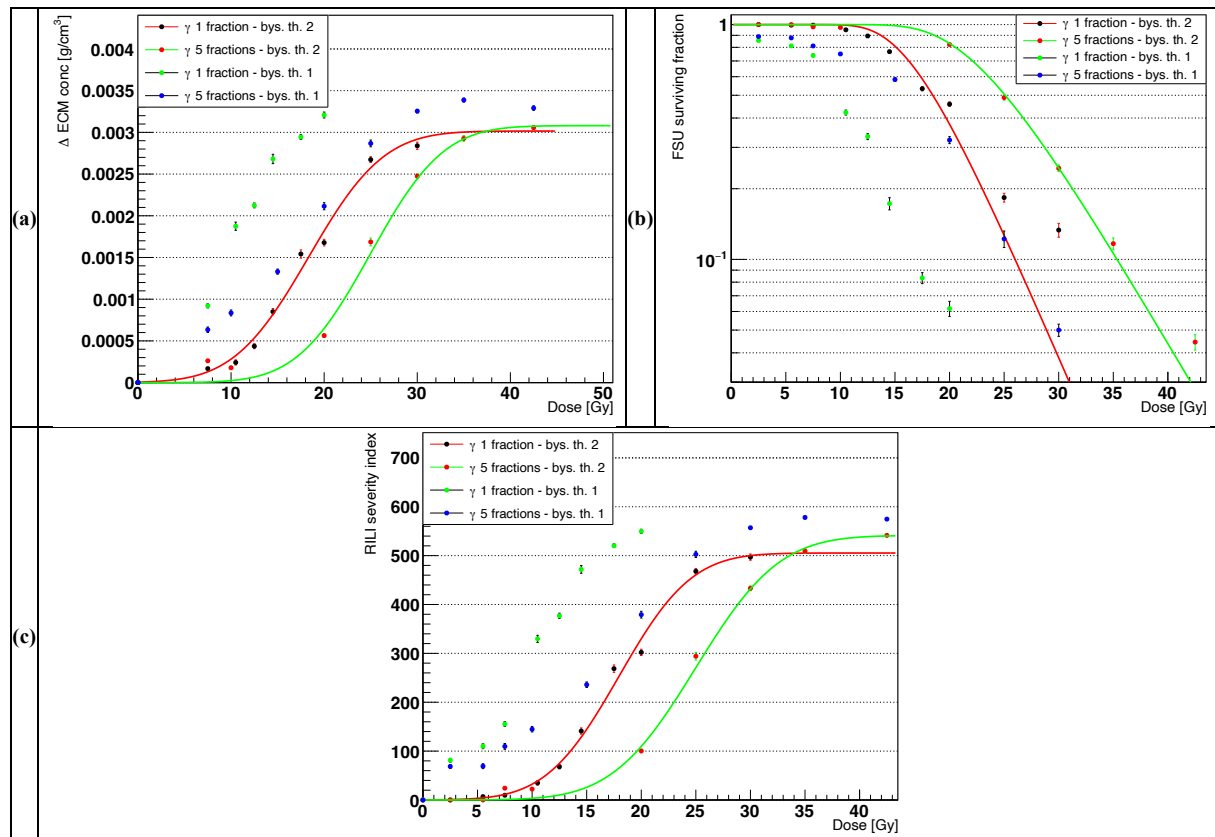 (a)
Δ ECM conc [g/cm³]
γ 1 fraction - bys. th. 2
γ 5 fractions - bys. th. 2
γ 1 fraction - bys. th. 1
γ 5 fractions - bys. th. 1
0.004
0.0035
0.003
0.0025
0.002
0.0015
0.001
0.0005
0
0 10 20 30 40 50
Dose [Gy]
(b)
FSU surviving fraction
γ 1 fraction - bys. th. 2
γ 5 fractions - bys. th. 2
γ 1 fraction - bys. th. 1
γ 5 fractions - bys. th. 1
1
10⁻¹
0 5 10 15 20 25 30 35 40
Dose [Gy]
(c)
RILI severity index
γ 1 fraction - bys. th. 2
γ 5 fractions - bys. th. 2
γ 1 fraction - bys. th. 1
γ 5 fractions - bys. th. 1
700
600
500
400
300
200
100
0
0 5 10 15 20 25 30 35 40
Dose [Gy]